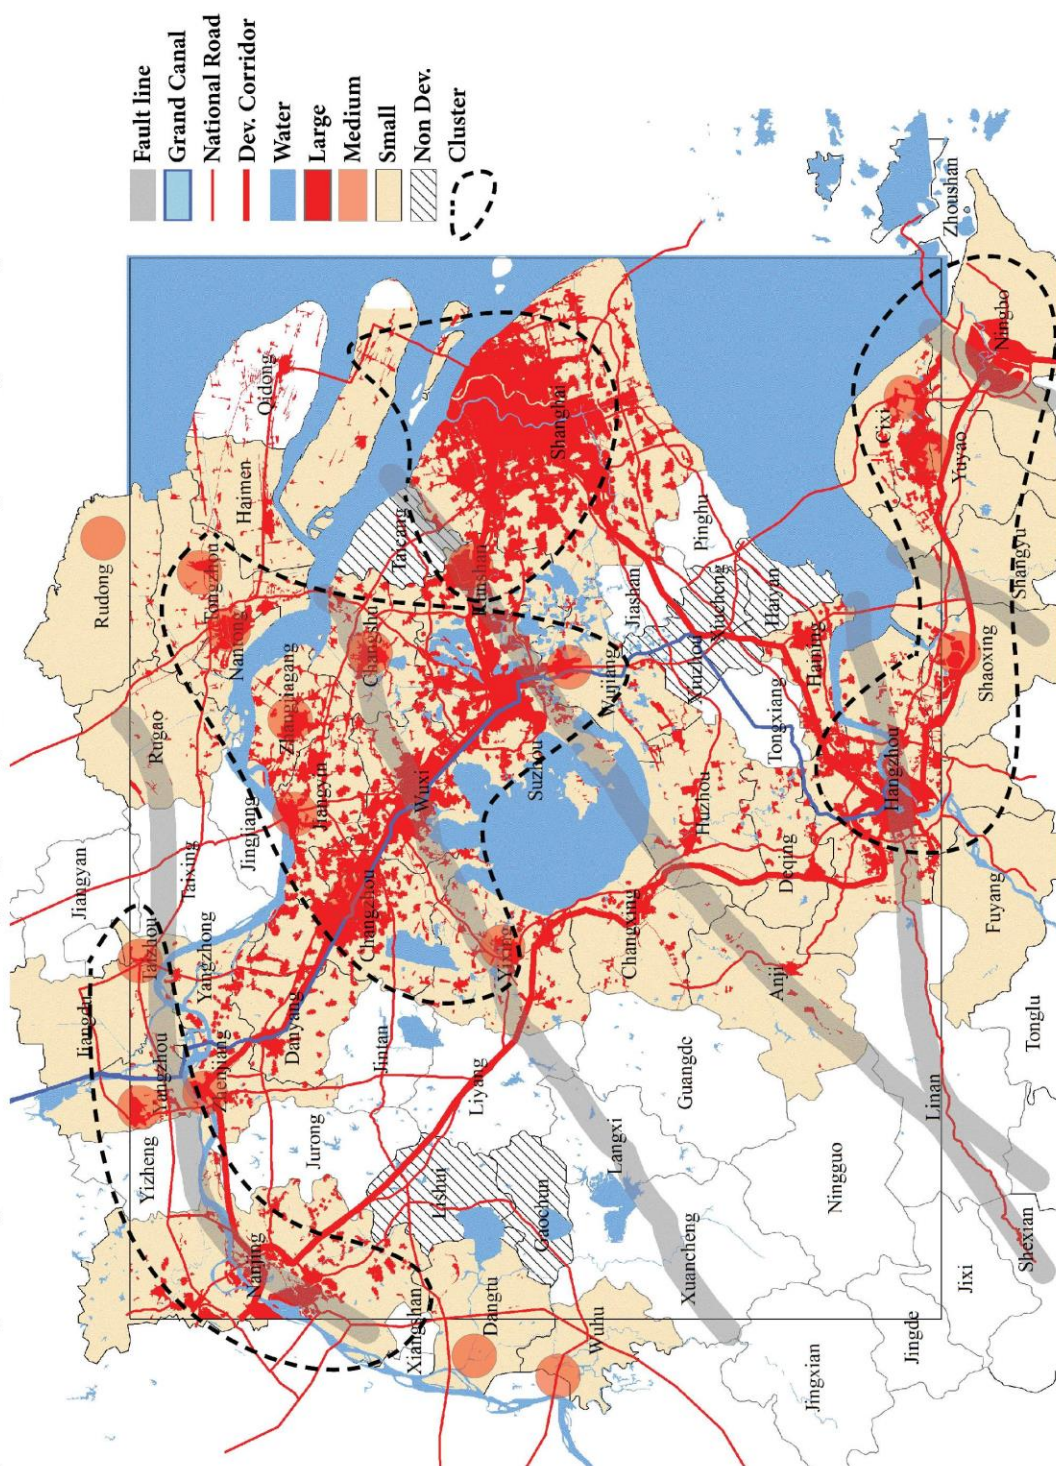 Fault line
Grand Canal
National Road
Dev. Corridor
Water
Large
Medium
Small
Non Dev.
Cluster
Rudong
Qidong
Haimen
Tongzhou
Nantong
Rugao
Jiangyan
Taixing
Jingjiang
Zhangjiagang
Jiangyin
Changshu
Taicang
Kunshan
Shanghai
Wuxi
Suzhou
Wujiang
Jiashan
Pinghu
Xiuzhou
Xiucheng
Haiyan
Haining
Tongxiang
Huzhou
Deqing
Hangzhou
Shaoxing
Shangyu
Yuyao
Cixi
Ningbo
Zhoushan
Jiangdu
Taizhou
Yangzhong
Yangzhou
Zhenjiang
Danyang
Changzhou
Yixing
Changxing
Anji
Fuyang
Yizheng
Jurong
Jintan
Liyang
Guangde
Linan
Tonglu
Nanjing
Lishui
Gaochun
Langxi
Xuancheng
Ningguo
Xiangshan
Dangtu
Wuhu
Jingxian
Jingde
Jixi
Shexian